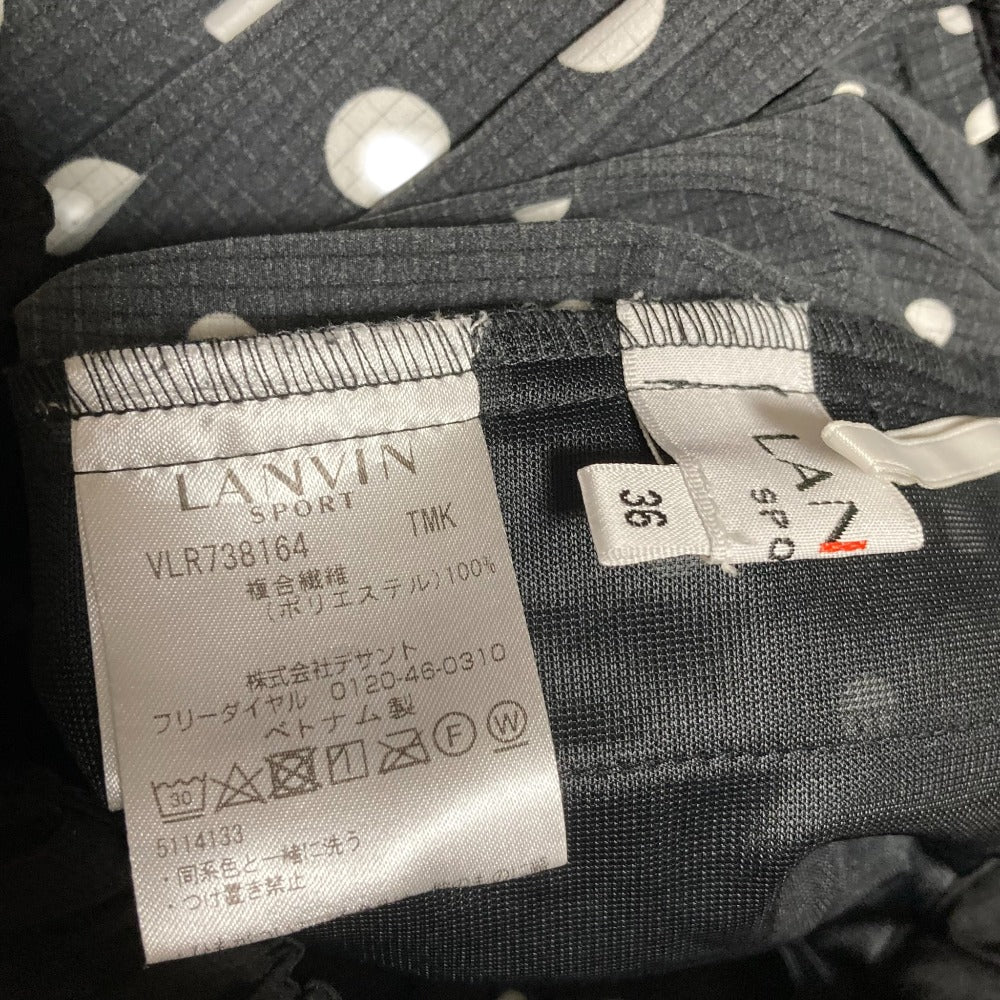 LANVIN
SPORT
VLR738164 TMK
複合繊維
(ポリエステル)100%
株式会社デサント
フリーダイヤル 0120-46-0310
ベトナム製
30 F W
5114133
・同系色と一緒に洗う
・つけ置き禁止
36
LAN
SPO